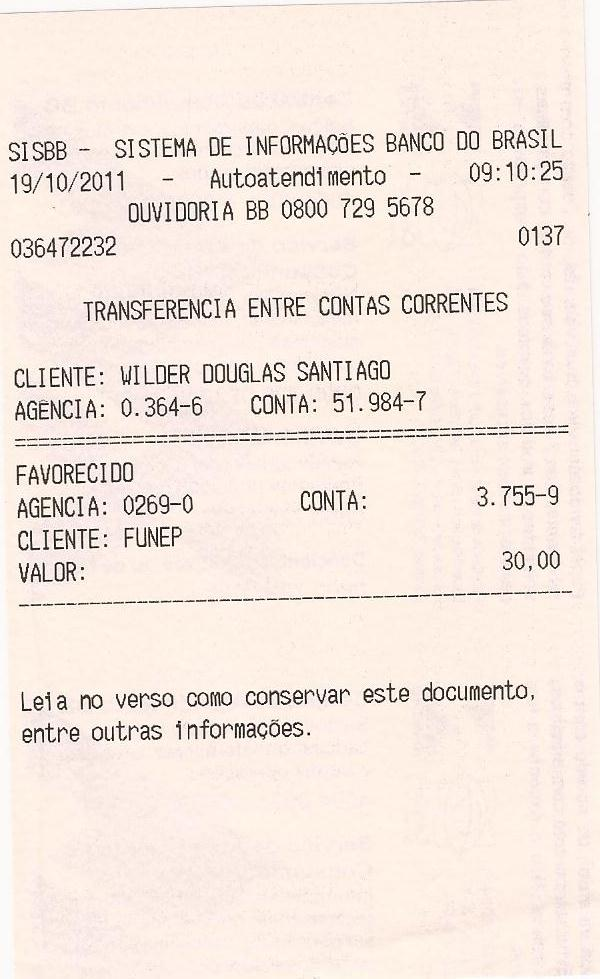 SISBB - SISTEMA DE INFORMAÇÕES BANCO DO BRASIL
19/10/2011 - Autoatendimento - 09:10:25
OUVIDORIA BB 0800 729 5678
036472232 0137
TRANSFERENCIA ENTRE CONTAS CORRENTES
CLIENTE: WILDER DOUGLAS SANTIAGO
AGÊNCIA: 0.364-6 CONTA: 51.984-7
FAVORECIDO
AGENCIA: 0269-0 CONTA: 3.755-9
CLIENTE: FUNEP
VALOR: 30,00
Leia no verso como conservar este documento,
entre outras informações.